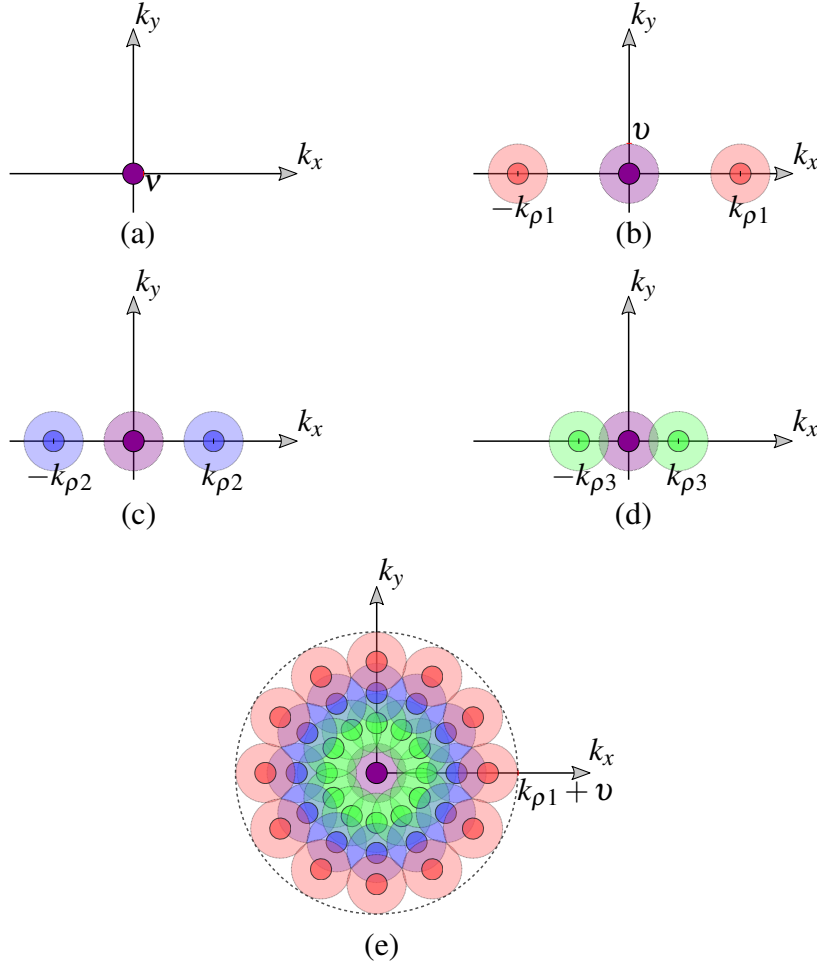 k_y
k_x
ν
(a)
k_y
υ
k_x
−k_ρ1
k_ρ1
(b)
k_y
k_x
−k_ρ2
k_ρ2
(c)
k_y
k_x
−k_ρ3
k_ρ3
(d)
k_y
k_x
k_ρ1 + υ
(e)